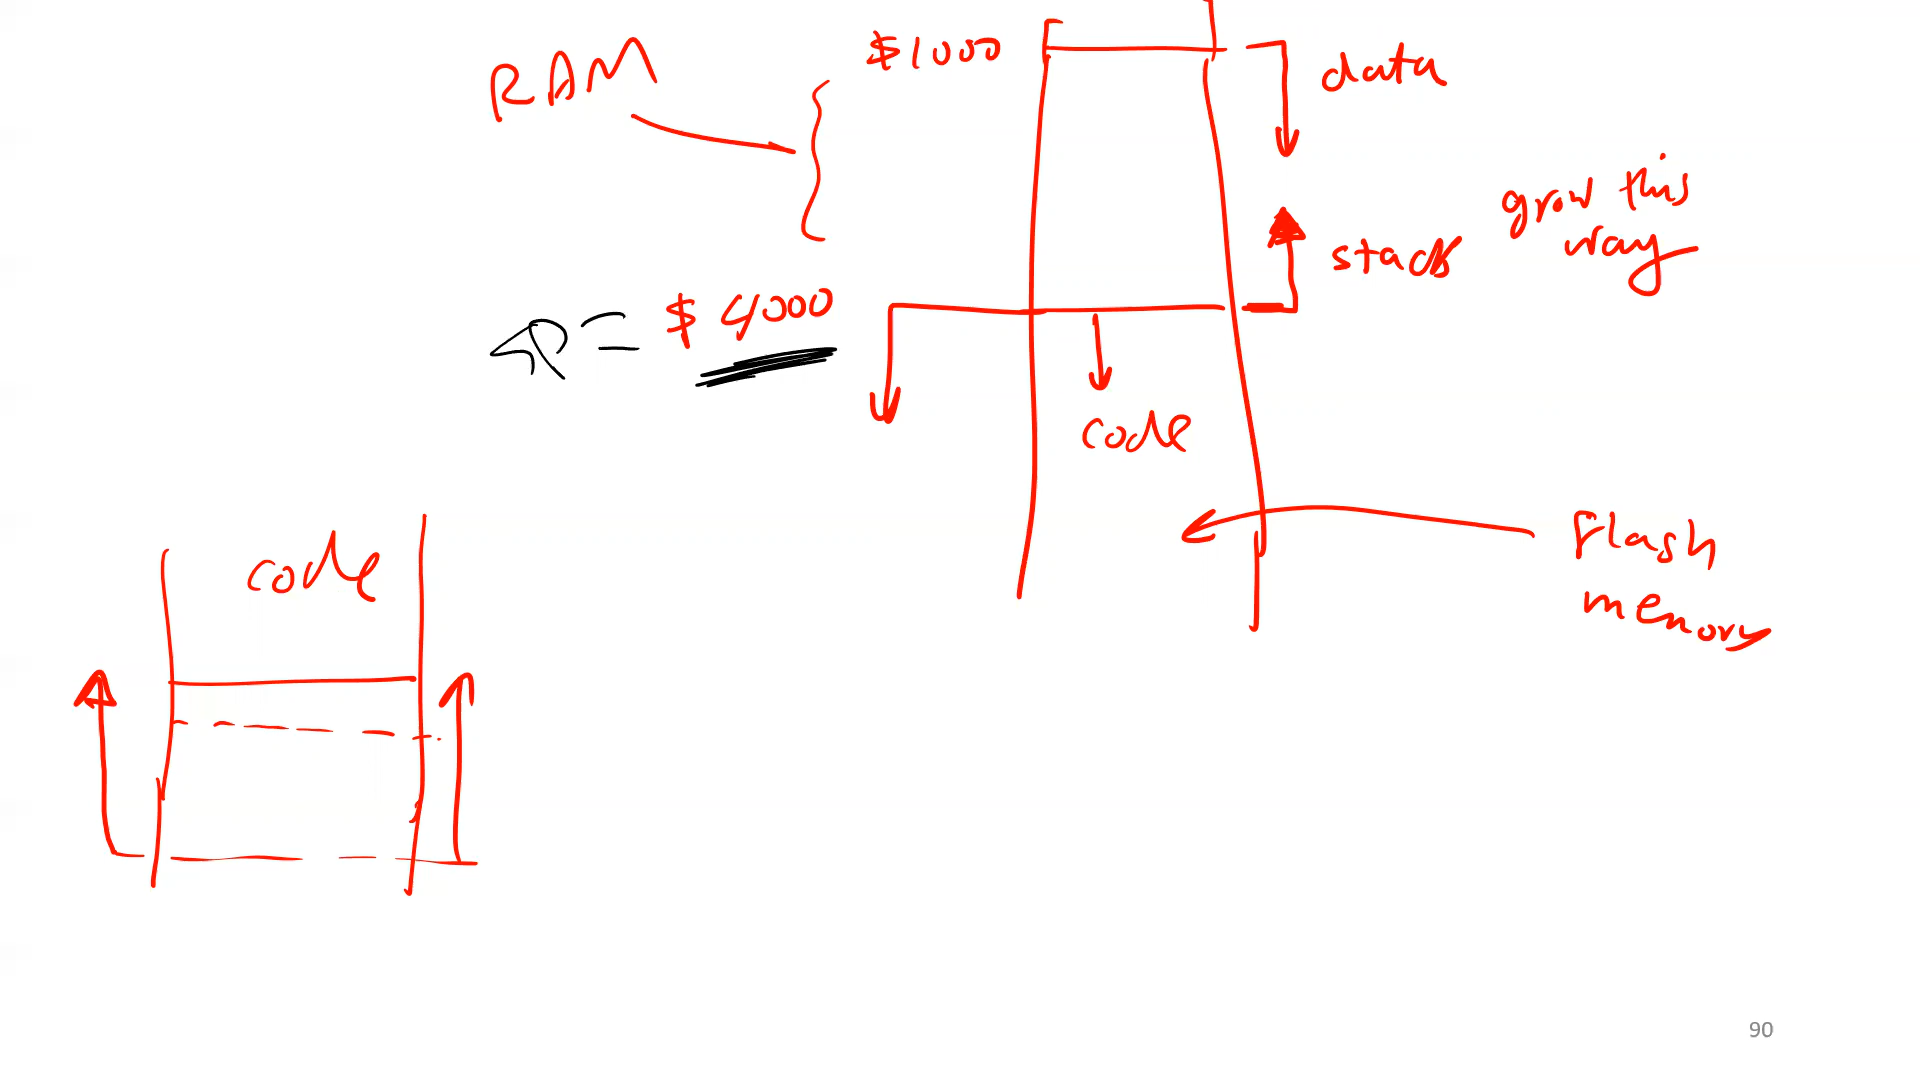 RAM
$1000
data
grow this
way
stack
SP = $4000
code
Flash
memory
code
90